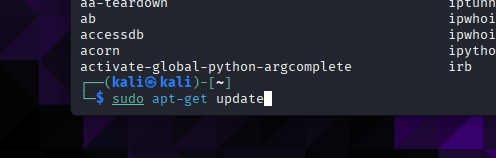 aa-teardown iptunn
ab ipwhoi
accessdb ipwhoi
acorn ipytho
activate-global-python-argcomplete irb
┌──(kali㉿kali)-[~]
└─$ sudo apt-get update